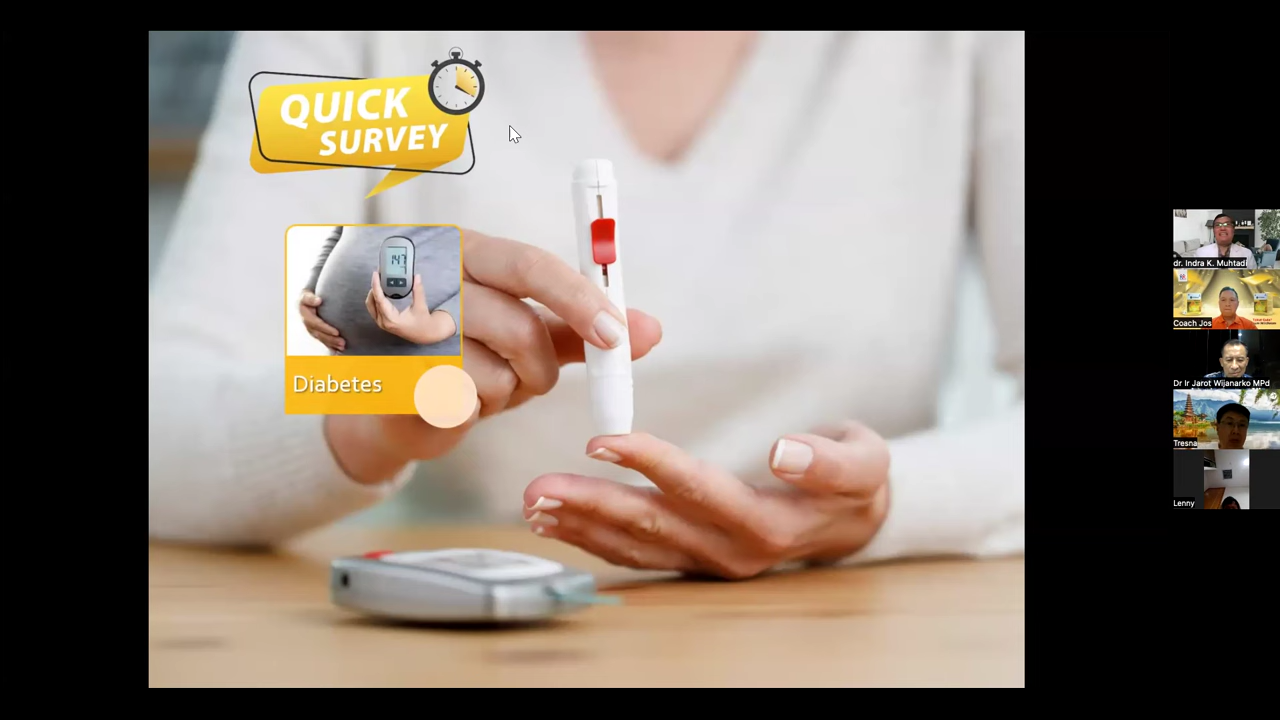 QUICK
SURVEY
147
Diabetes
dr. Indra K. Muhtadi
Coach Jos
Dr Ir Jarot Wijanarko MPd
Tresna
Lenny